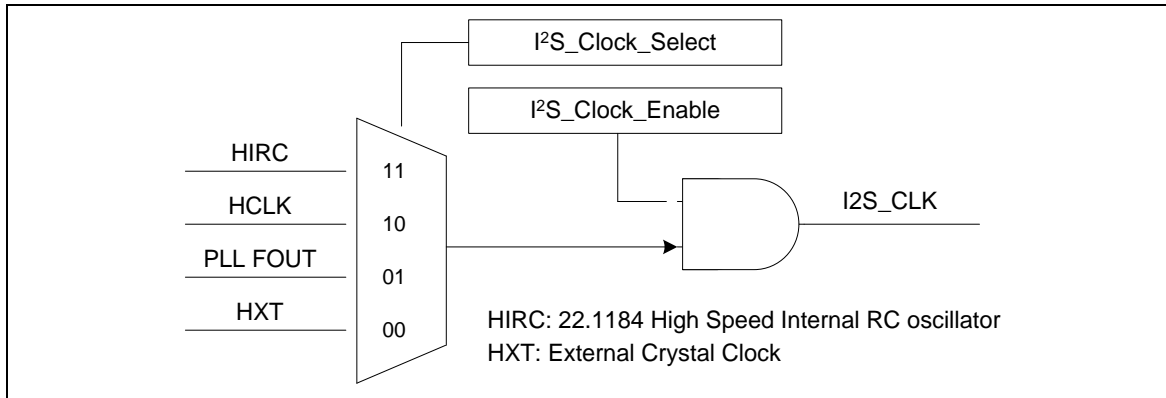 I²S_Clock_Select
I²S_Clock_Enable
HIRC
11
HCLK
10
I2S_CLK
PLL FOUT
01
HXT
00
HIRC: 22.1184 High Speed Internal RC oscillator
HXT: External Crystal Clock